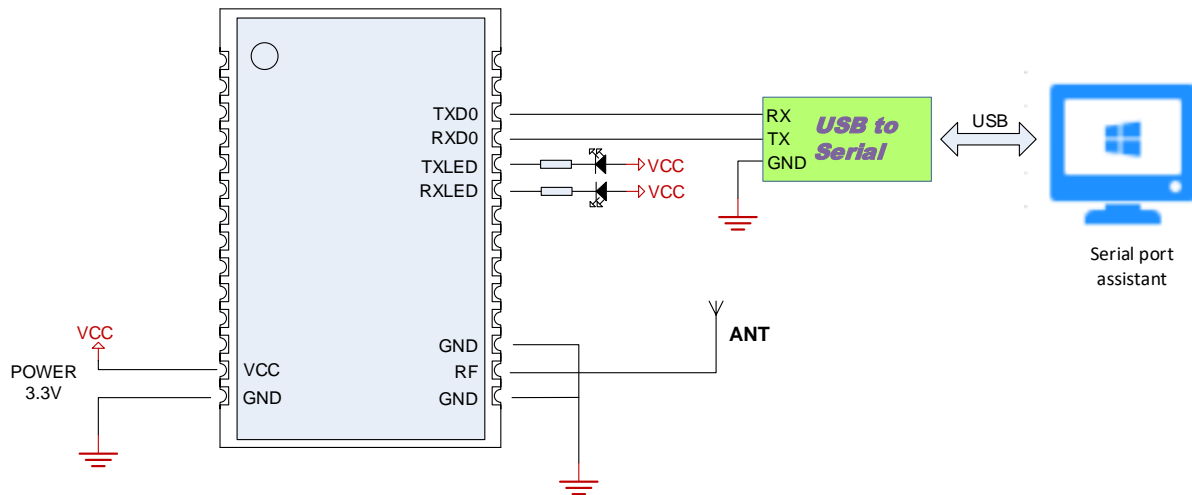 TXD0
RXD0
TXLED
RXLED
VCC
VCC
RX
TX
GND
USB to
Serial
USB
Serial port
assistant
ANT
VCC
POWER
3.3V
VCC
GND
GND
RF
GND